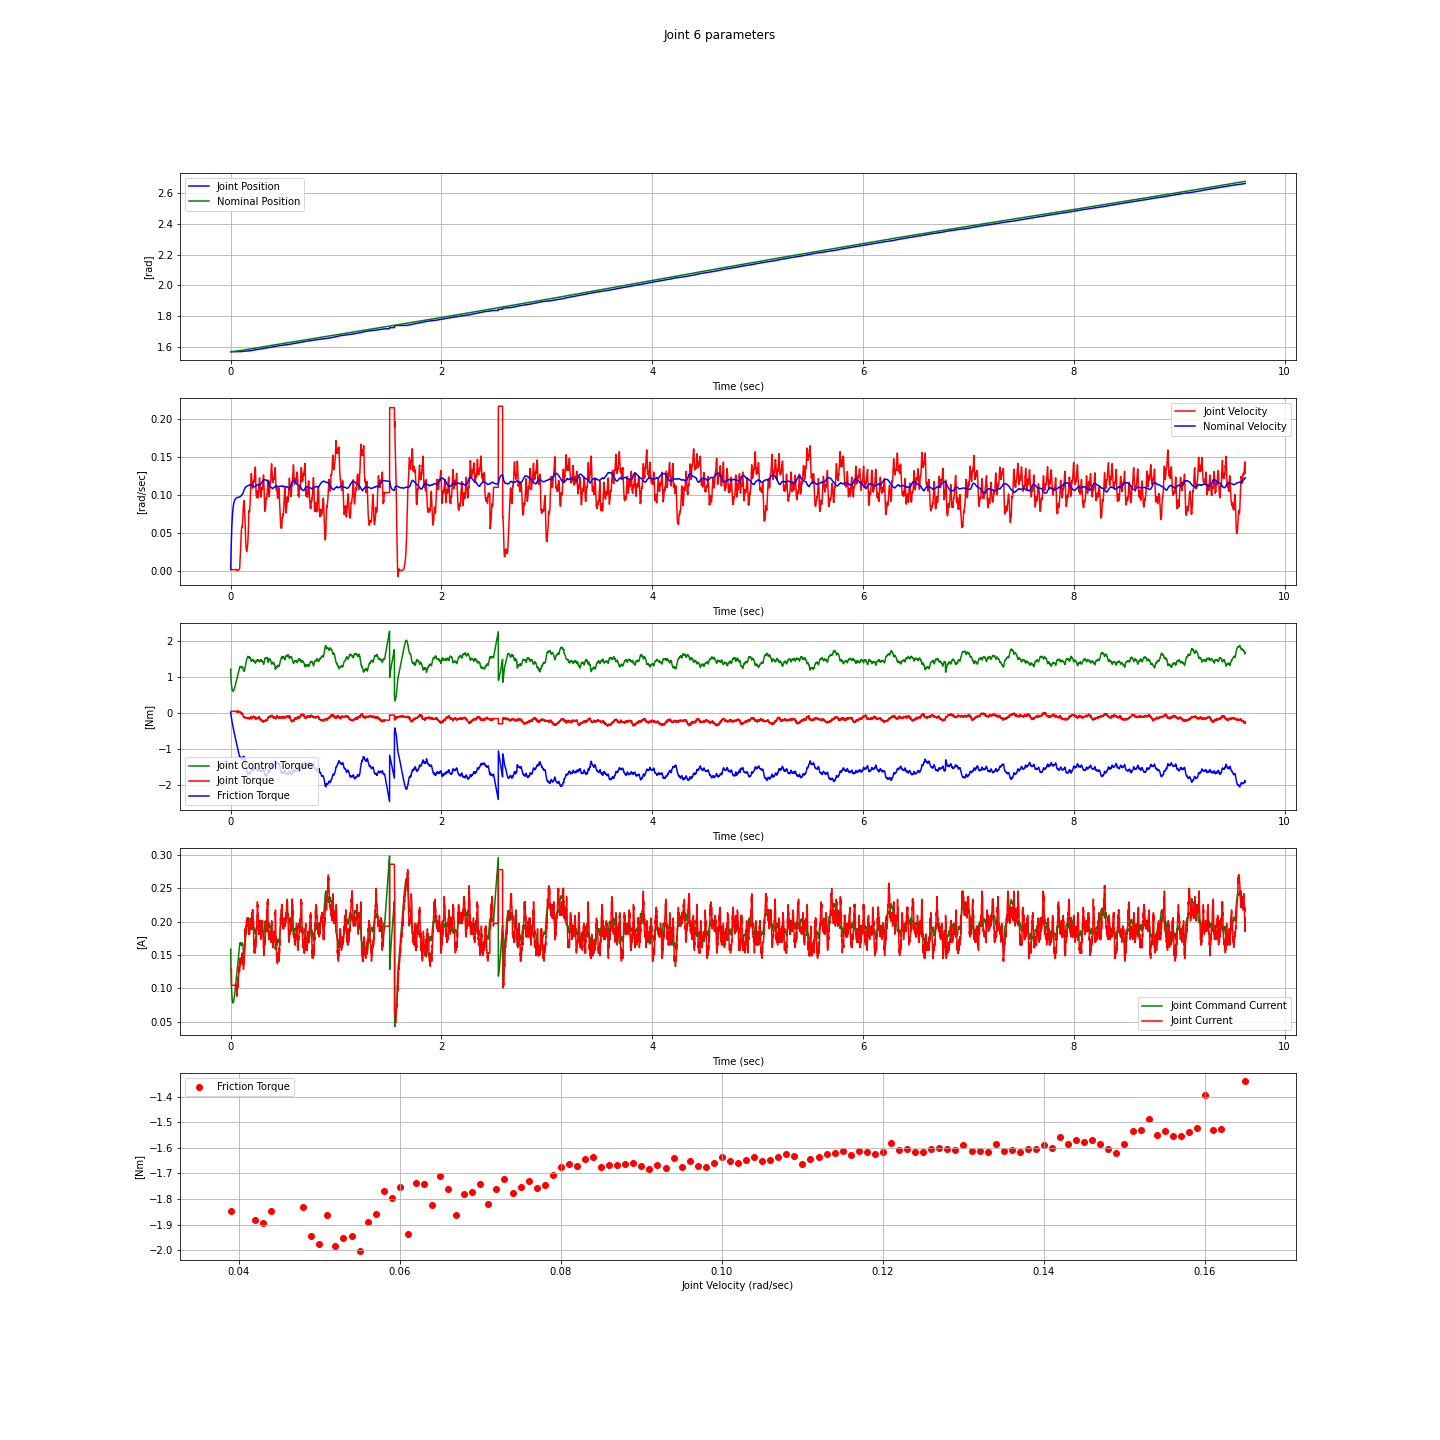 Joint 6 parameters
Joint Position
Nominal Position
[rad]
2.6
2.4
2.2
2.0
1.8
1.6
0 2 4 6 8 10
Time (sec)
Joint Velocity
Nominal Velocity
[rad/sec]
0.20
0.15
0.10
0.05
0.00
0 2 4 6 8 10
Time (sec)
[Nm]
2
1
0
−1
−2
Joint Control Torque
Joint Torque
Friction Torque
0 2 4 6 8 10
Time (sec)
[A]
0.30
0.25
0.20
0.15
0.10
0.05
Joint Command Current
Joint Current
0 2 4 6 8 10
Time (sec)
Friction Torque
[Nm]
−1.4
−1.5
−1.6
−1.7
−1.8
−1.9
−2.0
0.04 0.06 0.08 0.10 0.12 0.14 0.16
Joint Velocity (rad/sec)